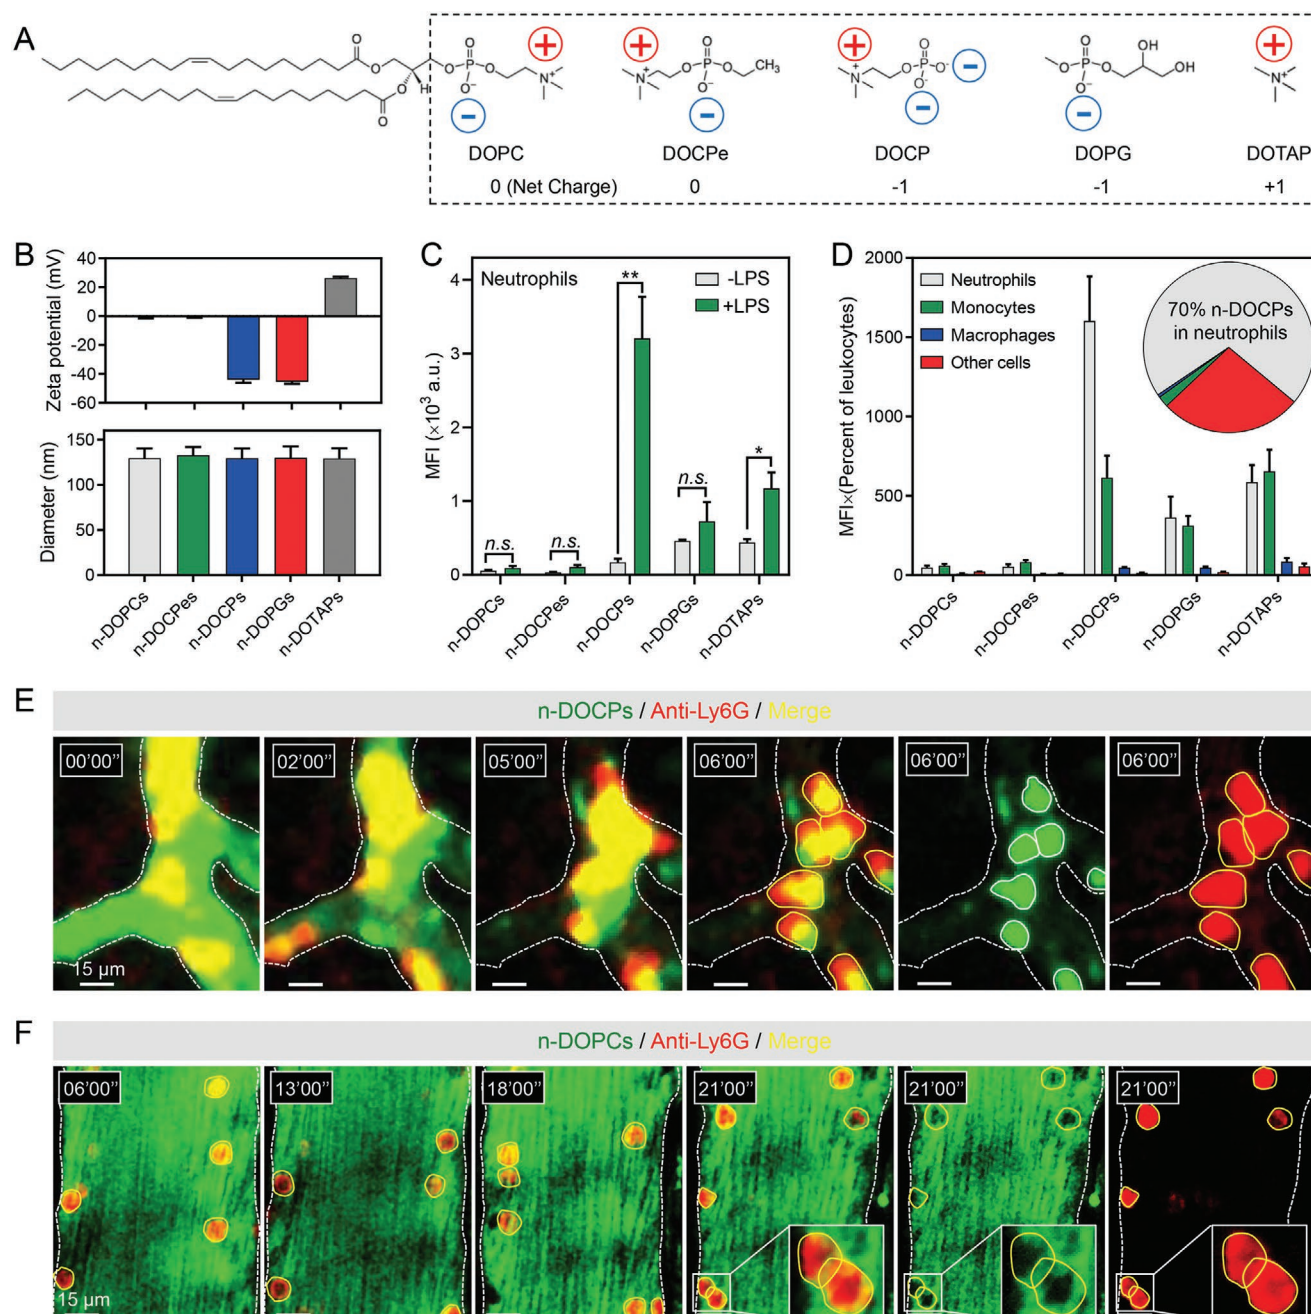 A
O
O
O
O
H
O
P
O
O⁻
N⁺
+
-
N⁺
O
P
O
O
O⁻
CH₃
+
-
N⁺
O
P
O
O⁻
O⁻
+
-
-
O
P
O
O
O⁻
OH
OH
-
N⁺
+
DOPC DOCPe DOCP DOPG DOTAP
0 (Net Charge) 0 -1 -1 +1
B
Zeta potential (mV)
40
20
0
-20
-40
-60
Diameter (nm)
150
100
50
0
n-DOPCs
n-DOCPes
n-DOCPs
n-DOPGs
n-DOTAPs
C
Neutrophils
-LPS
+LPS
MFI (×10³ a.u.)
4
3
2
1
0
n.s.
n.s.
**
n.s.
*
n-DOPCs
n-DOCPes
n-DOCPs
n-DOPGs
n-DOTAPs
D
MFI×(Percent of leukocytes)
2000
1500
1000
500
0
Neutrophils
Monocytes
Macrophages
Other cells
70% n-DOCPs
in neutrophils
n-DOPCs
n-DOCPes
n-DOCPs
n-DOPGs
n-DOTAPs
E
n-DOCPs / Anti-Ly6G / Merge
00'00" 02'00" 05'00" 06'00" 06'00" 06'00"
15 µm
F
n-DOPCs / Anti-Ly6G / Merge
06'00" 13'00" 18'00" 21'00" 21'00" 21'00"
15 µm